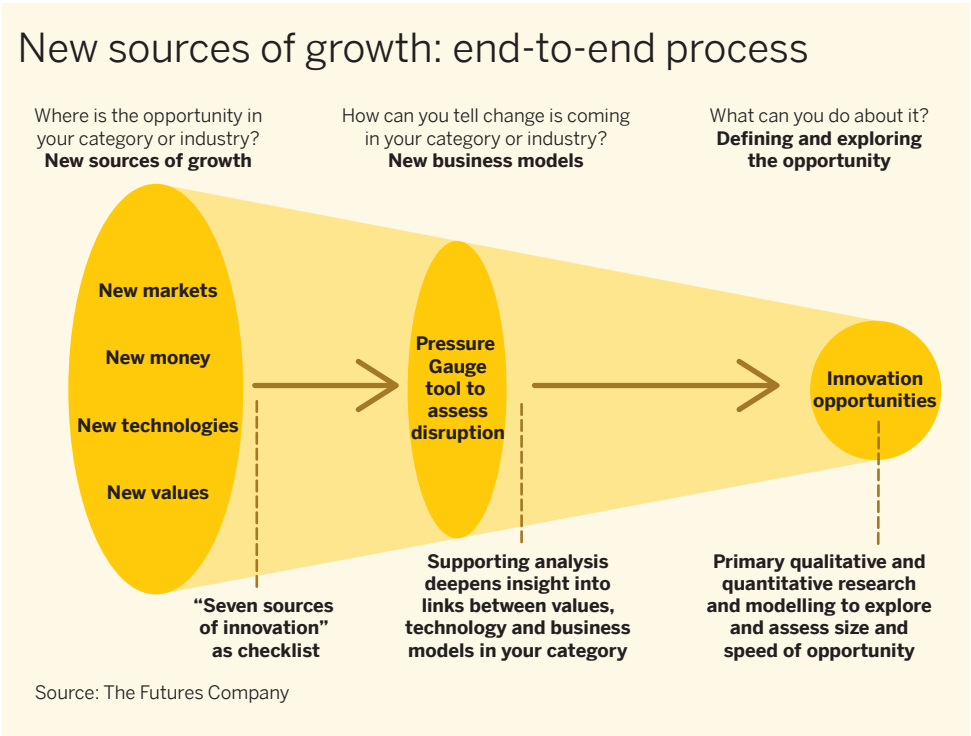 New sources of growth: end-to-end process
Where is the opportunity in
your category or industry?
New sources of growth
How can you tell change is coming
in your category or industry?
New business models
What can you do about it?
Defining and exploring
the opportunity
New markets
New money
New technologies
New values
Pressure
Gauge
tool to
assess
disruption
Innovation
opportunities
“Seven sources
of innovation”
as checklist
Supporting analysis
deepens insight into
links between values,
technology and business
models in your category
Primary qualitative and
quantitative research
and modelling to explore
and assess size and
speed of opportunity
Source: The Futures Company